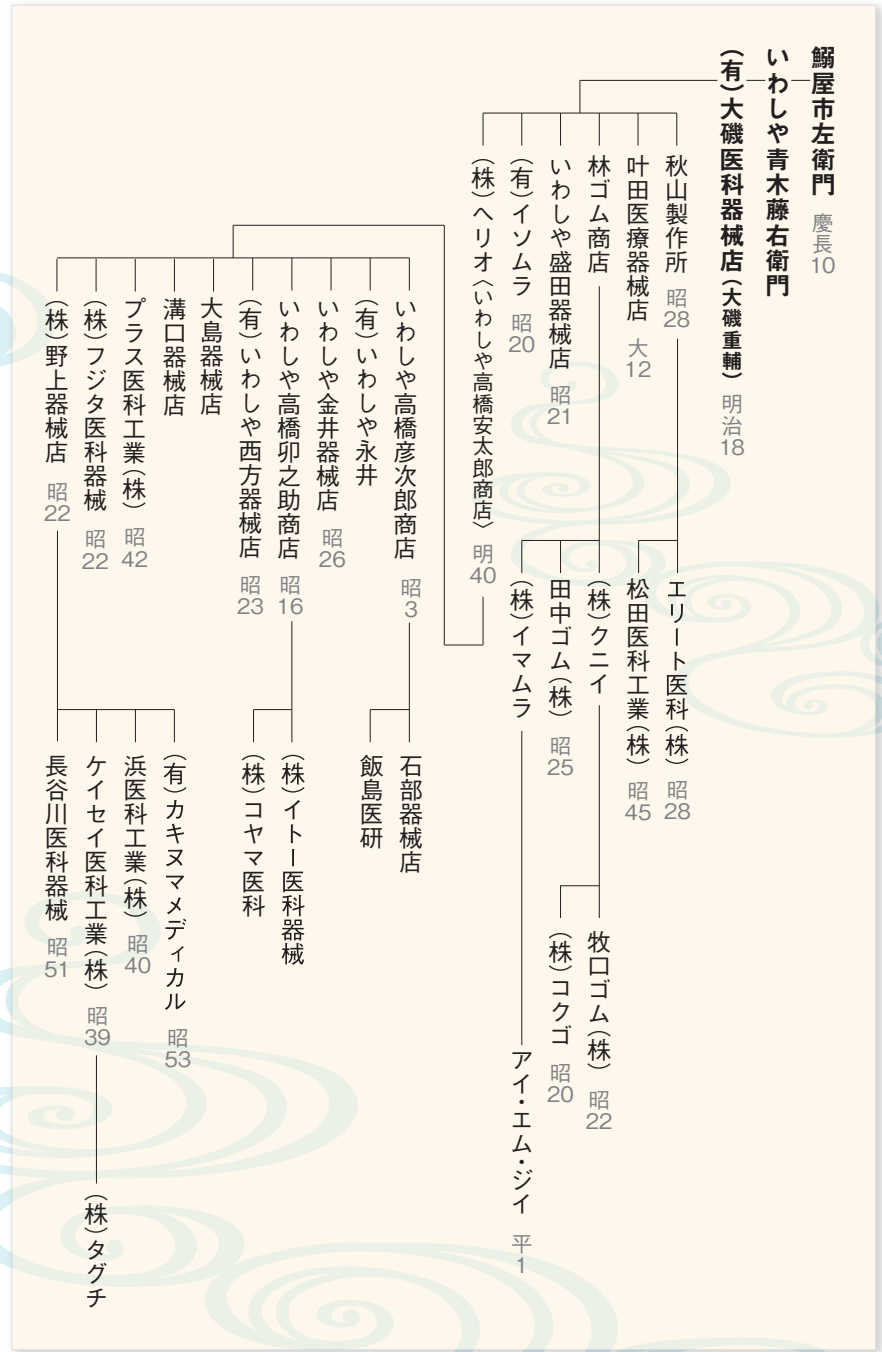 鰯屋市左衛門 慶長10
いわしや青木藤右衛門
(有)大磯医科器械店(大磯重輔) 明治18
秋山製作所 昭28
エリート医科(株) 昭28
松田医科工業(株) 昭45
叶田医療器械店 大12
林ゴム商店
(株)クニイ
牧口ゴム(株) 昭22
(株)コクゴ 昭20
田中ゴム(株) 昭25
(株)イマムラ
アイ・エム・ジイ 平1
いわしや盛田器械店 昭21
(有)イソムラ 昭20
(株)ヘリオ〈いわしや高橋安太郎商店〉 明40
いわしや高橋彦次郎商店 昭3
石部器械店
飯島医研
(有)いわしや永井
いわしや金井器械店 昭26
いわしや高橋卯之助商店 昭16
(株)イトー医科器械
(株)コヤマ医科
(有)いわしや西方器械店 昭23
大島器械店
溝口器械店
プラス医科工業(株) 昭42
(株)フジタ医科器械 昭22
(株)野上器械店 昭22
(有)カキヌマメディカル 昭53
浜医科工業(株) 昭40
ケイセイ医科工業(株) 昭39
(株)タグチ
長谷川医科器械 昭51